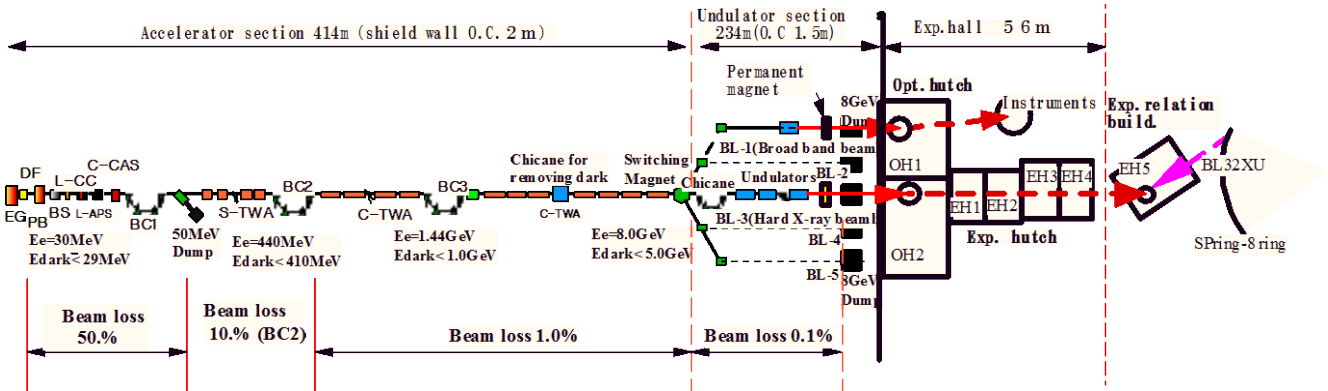 Accelerator section 414m (shield wall O.C. 2 m)
Undulator section
234m(O.C 1.5m)
Exp.hall 56m
Permanent
magnet
8GeV
Dump
Opt.hutch
Instruments
Exp.relation
build.
BL-1(Broad band beam
OH1
DF
L-CC
C-CAS
EG
PB
BS
L-APS
BC1
50MeV
Dump
S-TWA
BC2
C-TWA
BC3
Chicane for
removing dark
C-TWA
Switching
Magnet
Chicane
Undulators
BL-2
BL-3(Hard X-ray beam
BL-4
BL-5
8GeV
Dump
OH2
EH1
EH2
EH3
EH4
Exp. hutch
EH5
BL32XU
SPring-8 ring
Ee=30MeV
Edark<29MeV
Ee=440MeV
Edark<410MeV
Ee=1.44GeV
Edark<1.0GeV
Ee=8.0GeV
Edark<5.0GeV
Beam loss
50.%
Beam loss
10.% (BC2)
Beam loss 1.0%
Beam loss 0.1%